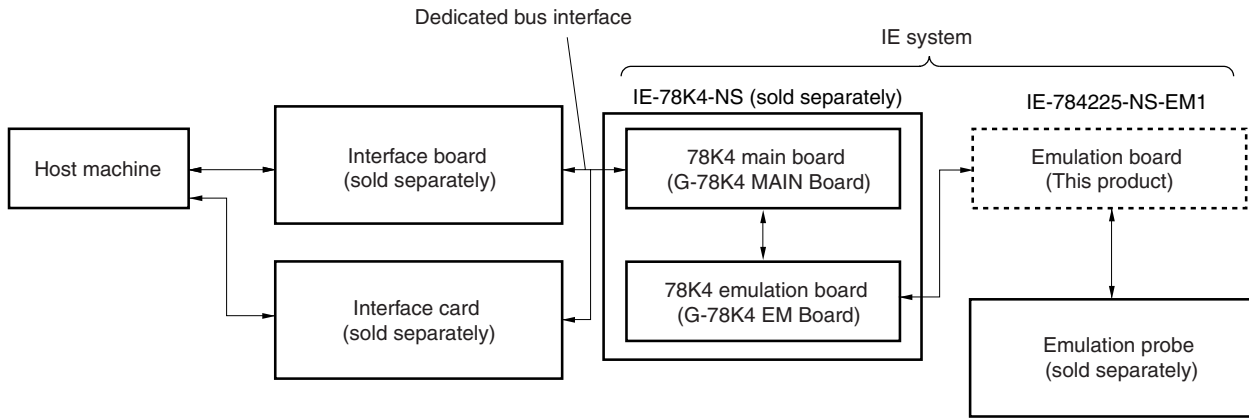 Dedicated bus interface
IE system
IE-78K4-NS (sold separately)
IE-784225-NS-EM1
Host machine
Interface board
(sold separately)
78K4 main board
(G-78K4 MAIN Board)
Emulation board
(This product)
Interface card
(sold separately)
78K4 emulation board
(G-78K4 EM Board)
Emulation probe
(sold separately)